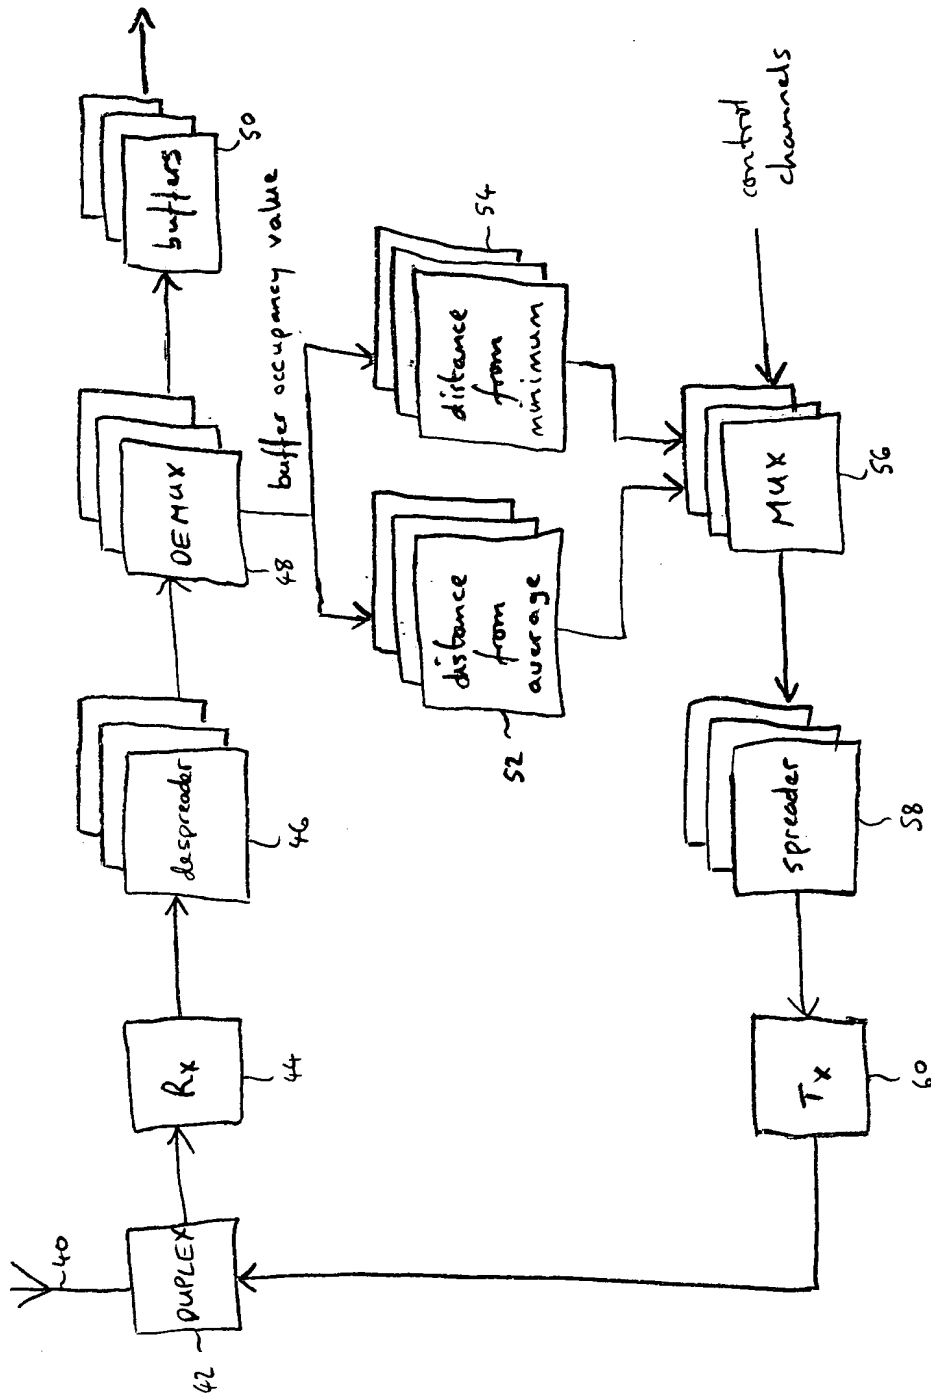 40
DUPLEX
42
Rx
44
despreader
46
DEMUX
48
buffers
50
buffer occupancy value
distance
from
average
52
distance
from
minimum
54
control
channels
MUX
56
spreader
58
Tx
60